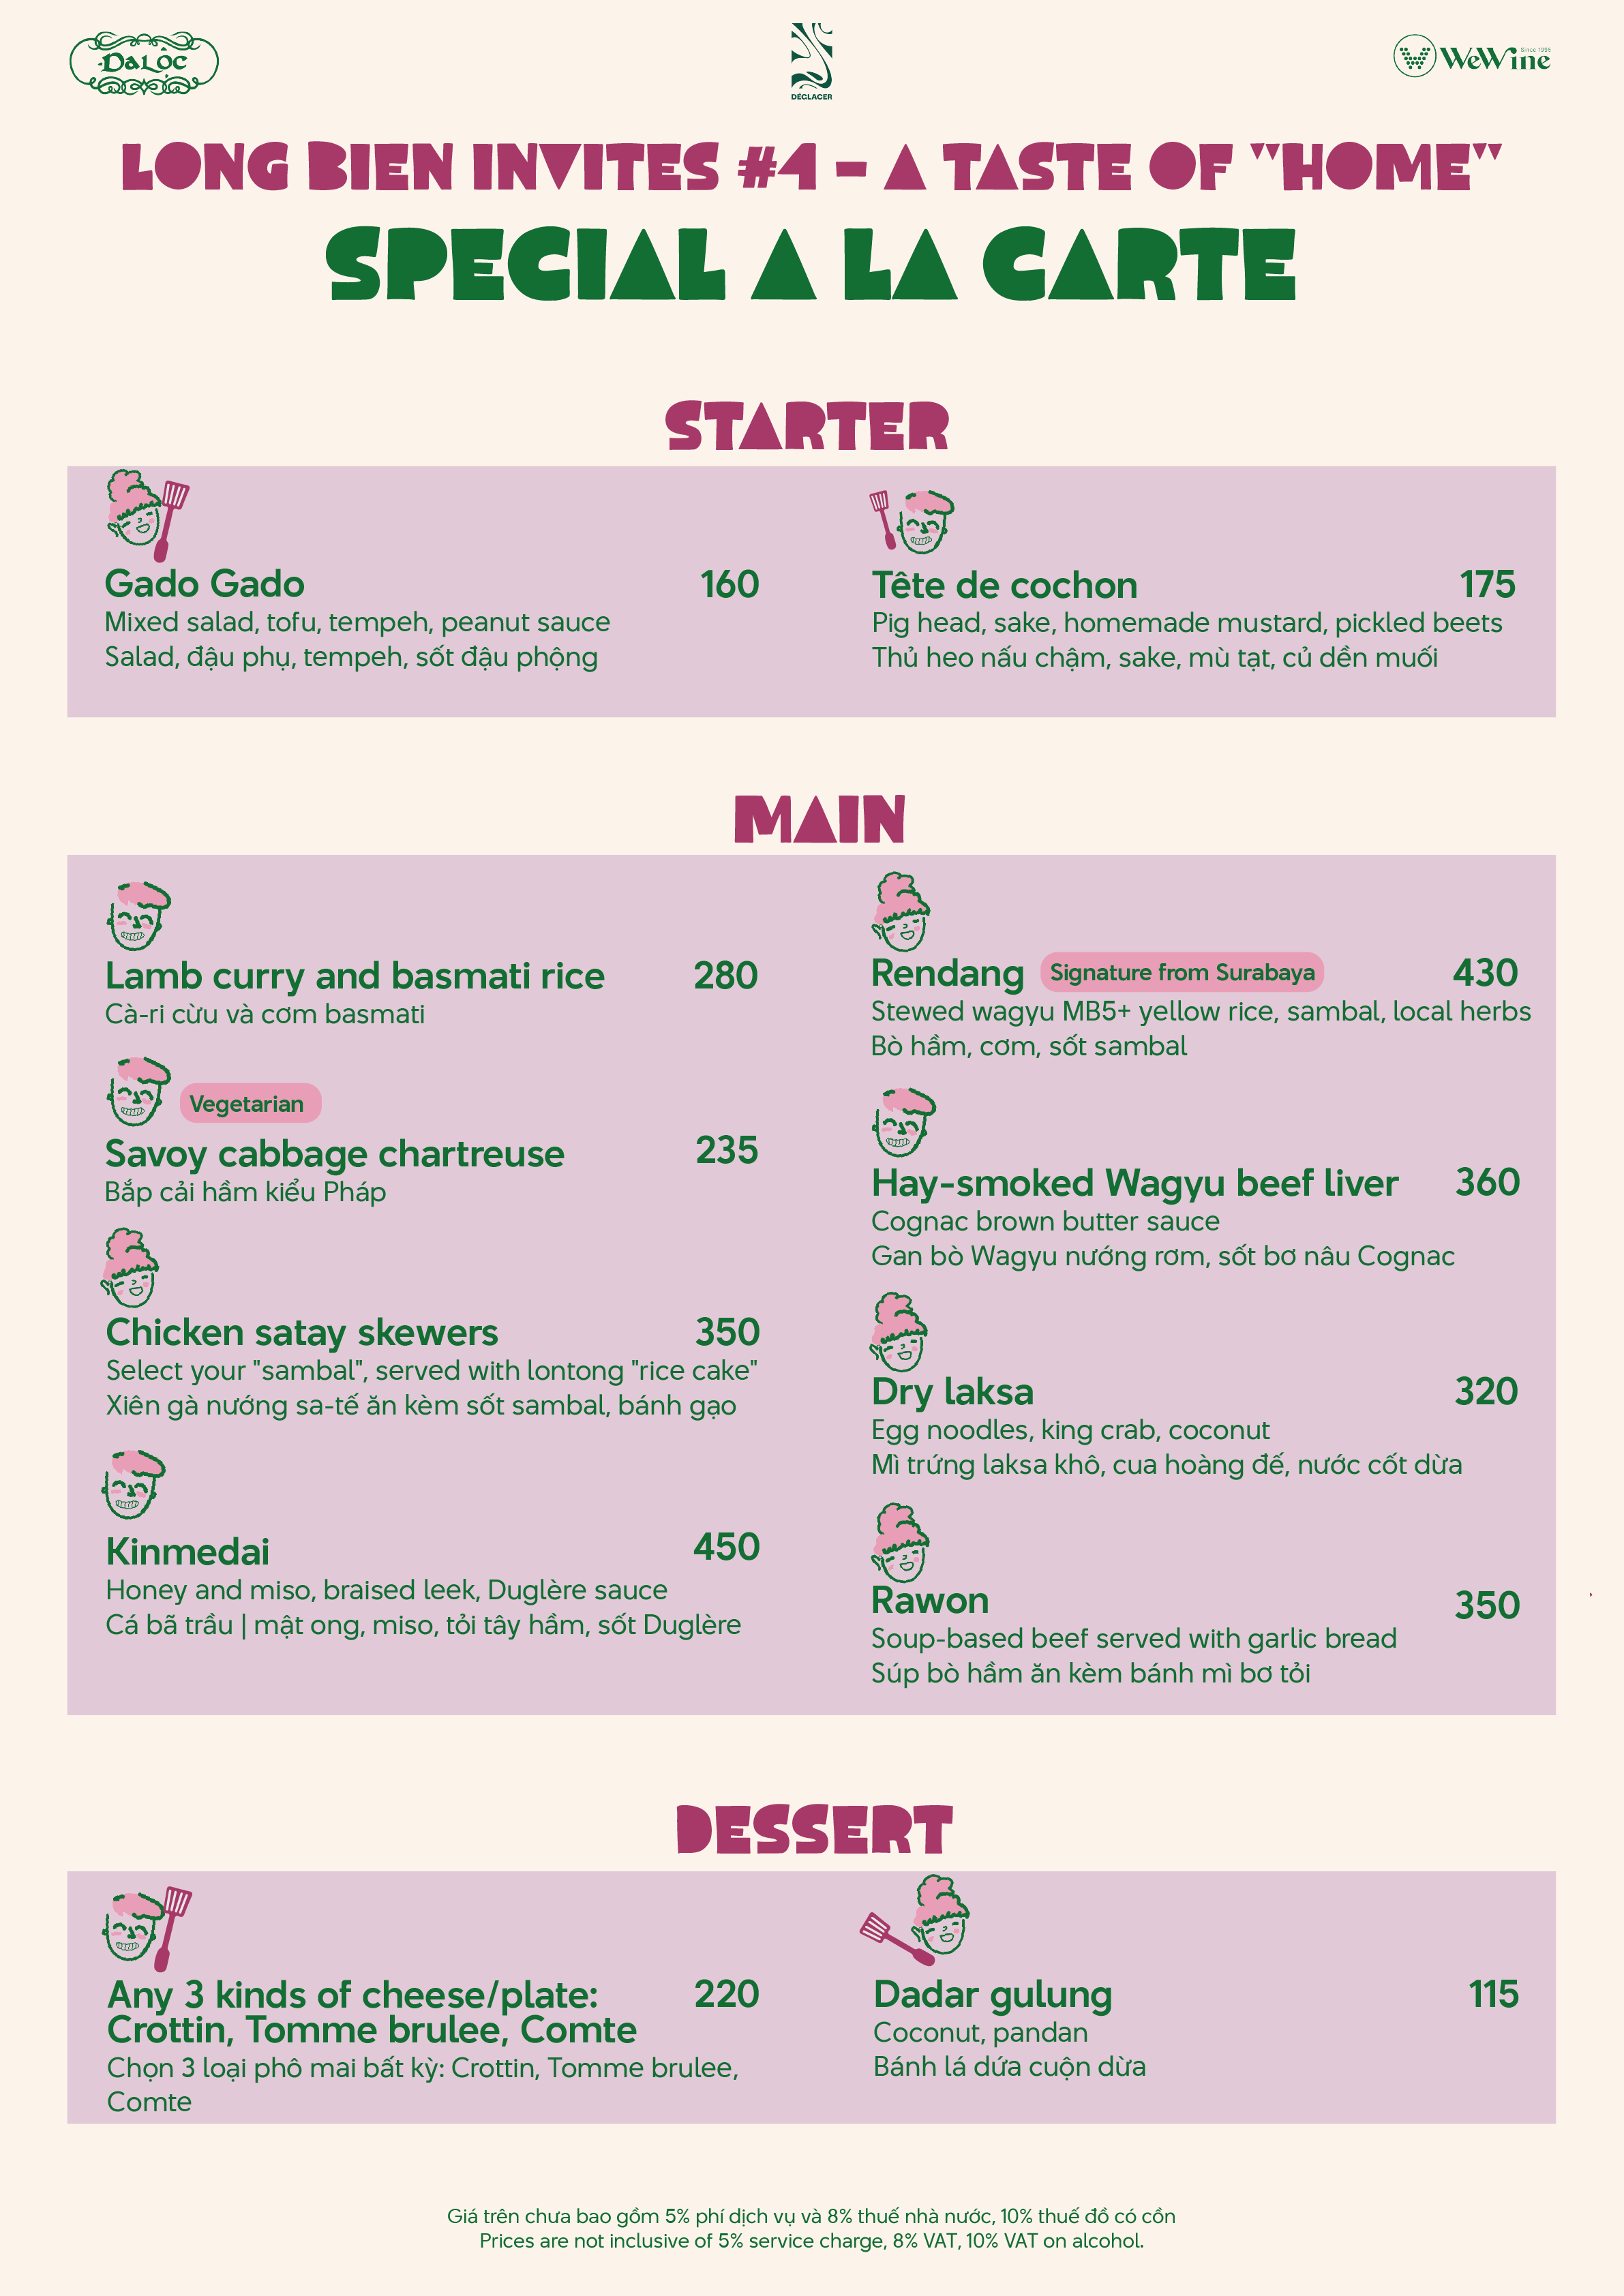 DALỘC
DÉGLACER
WeWine
Since 1996
LONG BIEN INVITES #4 – A TASTE OF "HOME"
SPECIAL A LA CARTE
STARTER
Gado Gado 160
Mixed salad, tofu, tempeh, peanut sauce
Salad, đậu phụ, tempeh, sốt đậu phộng
Tête de cochon 175
Pig head, sake, homemade mustard, pickled beets
Thủ heo nấu chậm, sake, mù tạt, củ dền muối
MAIN
Lamb curry and basmati rice 280
Cà-ri cừu và cơm basmati
Vegetarian
Savoy cabbage chartreuse 235
Bắp cải hầm kiểu Pháp
Chicken satay skewers 350
Select your "sambal", served with lontong "rice cake"
Xiên gà nướng sa-tế ăn kèm sốt sambal, bánh gạo
Kinmedai 450
Honey and miso, braised leek, Duglère sauce
Cá bã trầu | mật ong, miso, tỏi tây hầm, sốt Duglère
Rendang Signature from Surabaya 430
Stewed wagyu MB5+ yellow rice, sambal, local herbs
Bò hầm, cơm, sốt sambal
Hay-smoked Wagyu beef liver 360
Cognac brown butter sauce
Gan bò Wagyu nướng rơm, sốt bơ nâu Cognac
Dry laksa 320
Egg noodles, king crab, coconut
Mì trứng laksa khô, cua hoàng đế, nước cốt dừa
Rawon 350
Soup-based beef served with garlic bread
Súp bò hầm ăn kèm bánh mì bơ tỏi
DESSERT
Any 3 kinds of cheese/plate: 220
Crottin, Tomme brulee, Comte
Chọn 3 loại phô mai bất kỳ: Crottin, Tomme brulee,
Comte
Dadar gulung 115
Coconut, pandan
Bánh lá dứa cuộn dừa
Giá trên chưa bao gồm 5% phí dịch vụ và 8% thuế nhà nước, 10% thuế đồ có cồn
Prices are not inclusive of 5% service charge, 8% VAT, 10% VAT on alcohol.